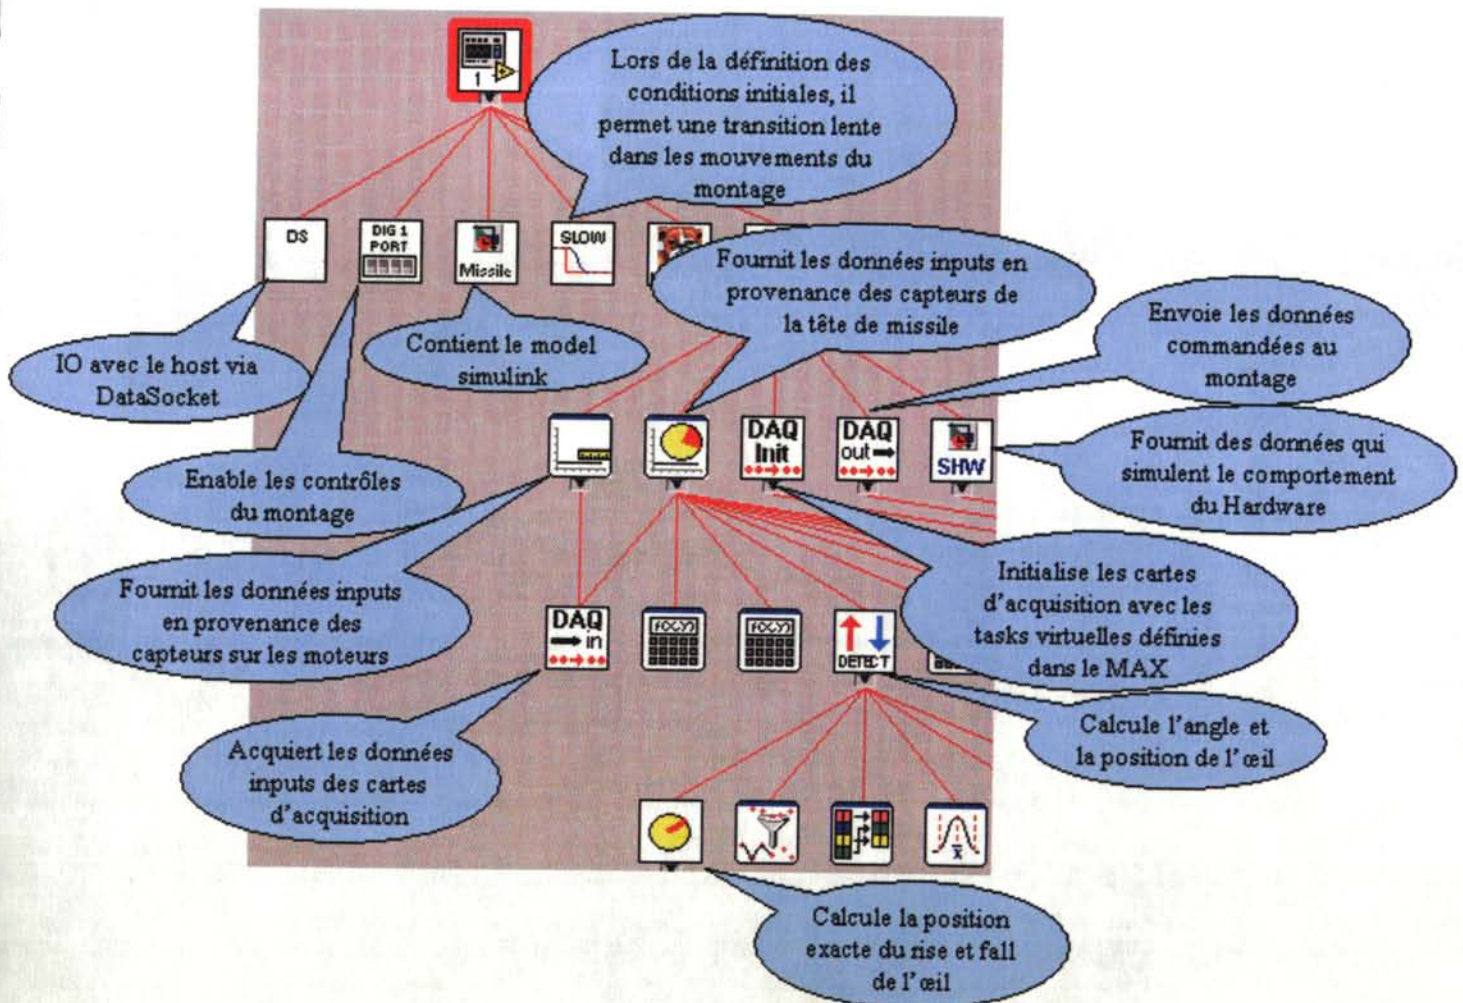 1
Lors de la définition des
conditions initiales, il
permet une transition lente
dans les mouvements du
montage
DS
DIG 1
PORT
Missile
SLOW
Fournit les données inputs en
provenance des capteurs de
la tête de missile
IO avec le host via
DataSocket
Contient le model
simulink
Envoie les données
commandées au
montage
Enable les contrôles
du montage
DAQ
Init
DAQ
out
SHW
Fournit des données qui
simulent le comportement
du Hardware
Fournit les données inputs
en provenance des
capteurs sur les moteurs
Initialise les cartes
d'acquisition avec les
tasks virtuelles définies
dans le MAX
DAQ
in
f(X,Y)
f(X,Y)
DETECT
Acquiert les données
inputs des cartes
d'acquisition
Calcule l'angle et
la position de l'œil
x
Calcule la position
exacte du rise et fall
de l'œil